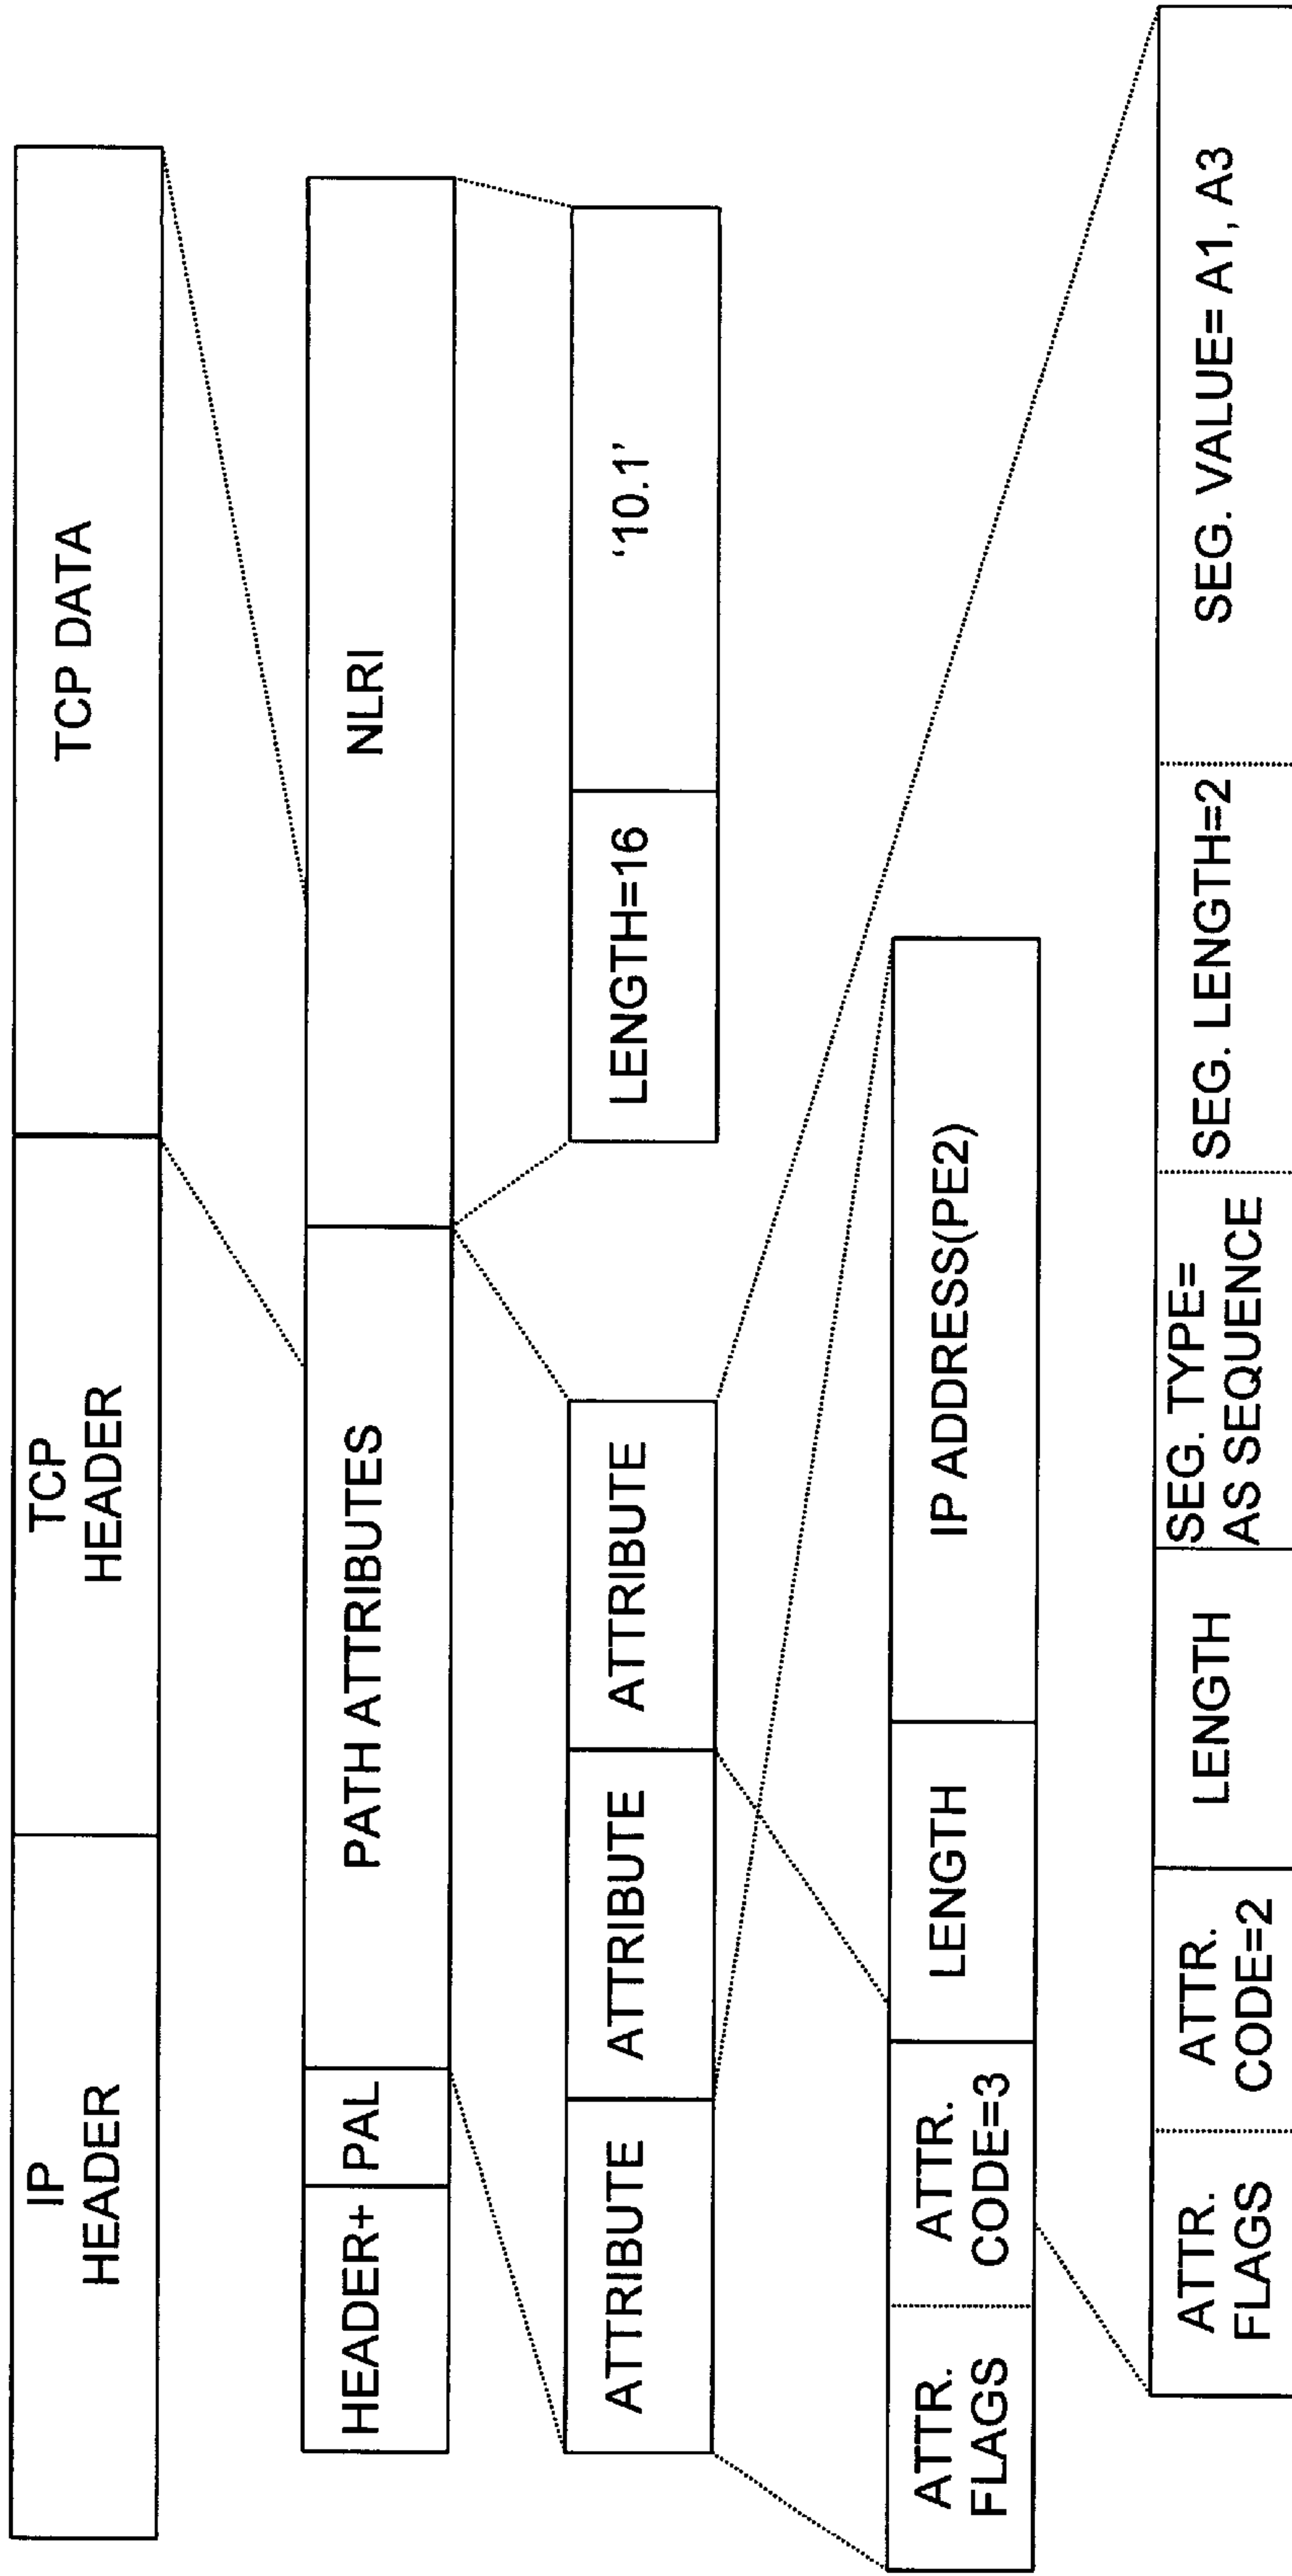 IP
HEADER
TCP
HEADER
TCP DATA
HEADER+
PAL
PATH ATTRIBUTES
NLRI
ATTRIBUTE
ATTRIBUTE
ATTRIBUTE
LENGTH=16
‘10.1’
ATTR.
FLAGS
ATTR.
CODE=3
LENGTH
IP ADDRESS(PE2)
ATTR.
FLAGS
ATTR.
CODE=2
LENGTH
SEG. TYPE=
AS SEQUENCE
SEG. LENGTH=2
SEG. VALUE= A1, A3